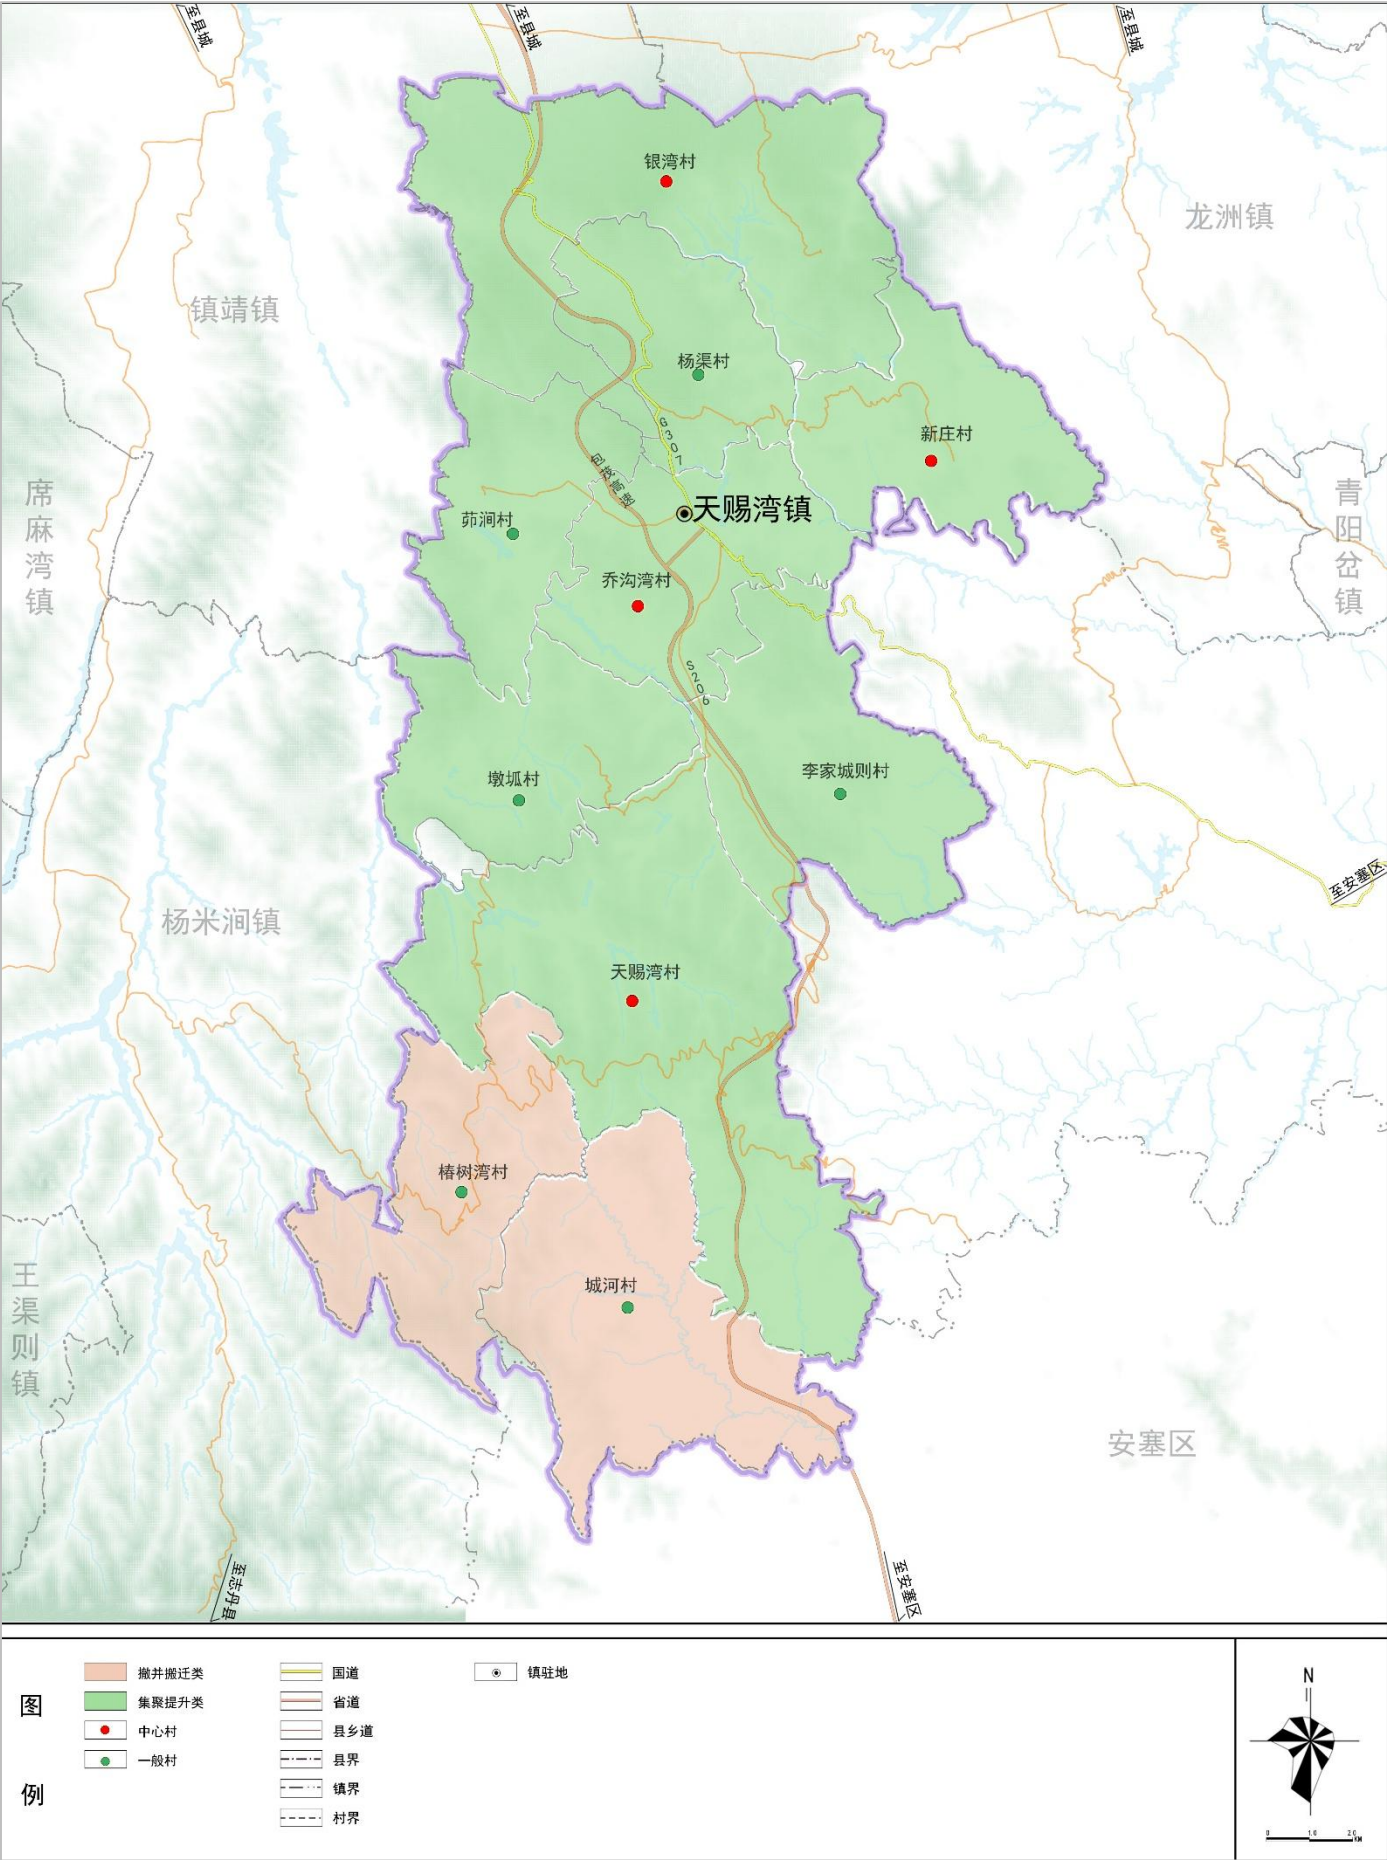 至县城
至县城
至县城
银湾村
龙洲镇
镇靖镇
杨渠村
G307
新庄村
包茂高速
席麻湾镇
天赐湾镇
青阳岔镇
茆涧村
乔沟湾村
S206
墩坬村
李家城则村
至安塞区
杨米涧镇
天赐湾村
椿树湾村
王渠则镇
城河村
安塞区
至志丹县
至安塞区
图例
撤并搬迁类
集聚提升类
中心村
一般村
国道
省道
县乡道
县界
镇界
村界
镇驻地
N
0 10 20 KM